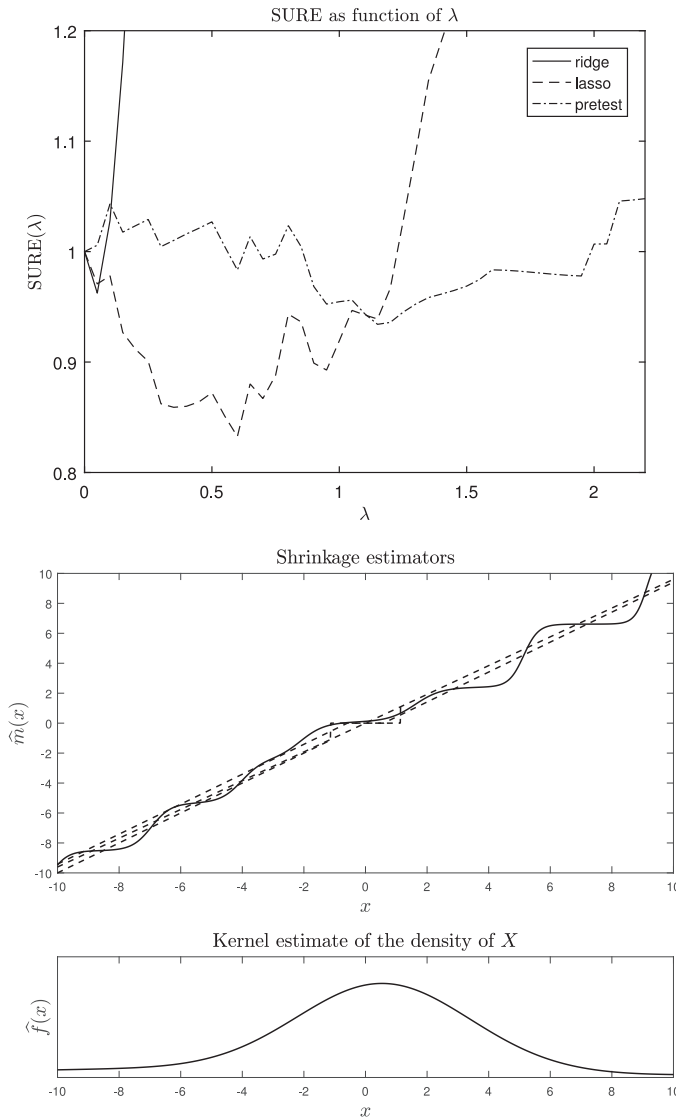 SURE as function of λ
1.2
1.1
1
0.9
0.8
SURE(λ)
ridge
lasso
pretest
0 0.5 1 1.5 2
λ
Shrinkage estimators
10
8
6
4
2
0
-2
-4
-6
-8
-10
m̂(x)
-10 -8 -6 -4 -2 0 2 4 6 8 10
x
Kernel estimate of the density of X
f̂(x)
-10 -8 -6 -4 -2 0 2 4 6 8 10
x